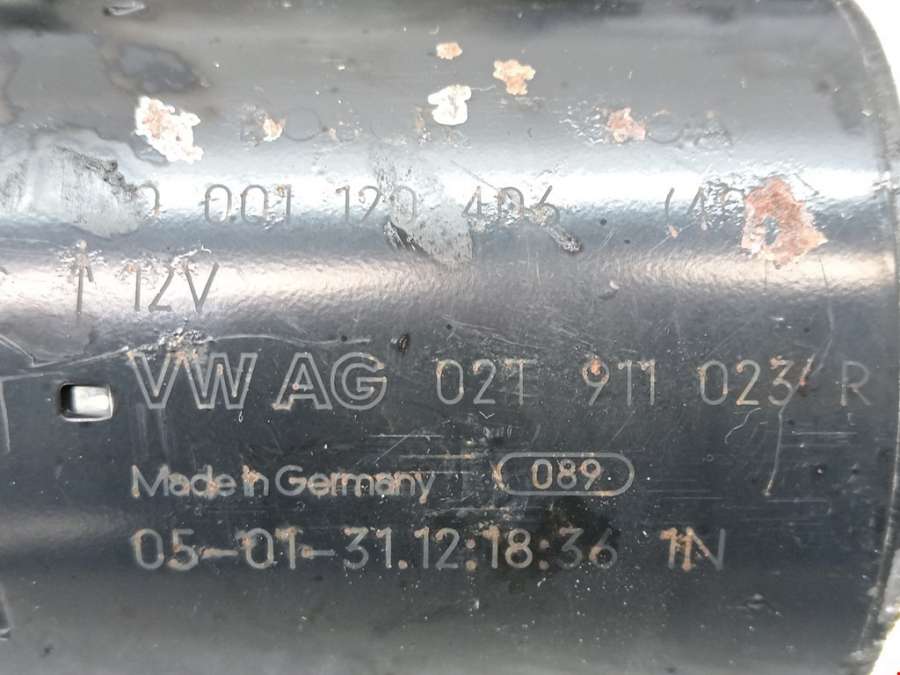 0 001 120 406 (40
12V
VW AG 02T 911 023 R
Made in Germany 089
05-01-31.12:18:36 1N